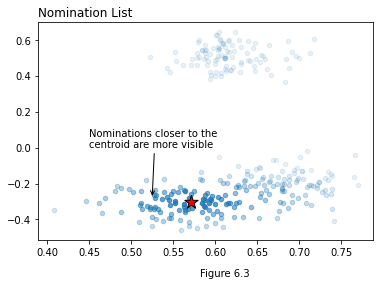 Nomination List
0.6
0.4
0.2
0.0
−0.2
−0.4
Nominations closer to the
centroid are more visible
0.40 0.45 0.50 0.55 0.60 0.65 0.70 0.75
Figure 6.3